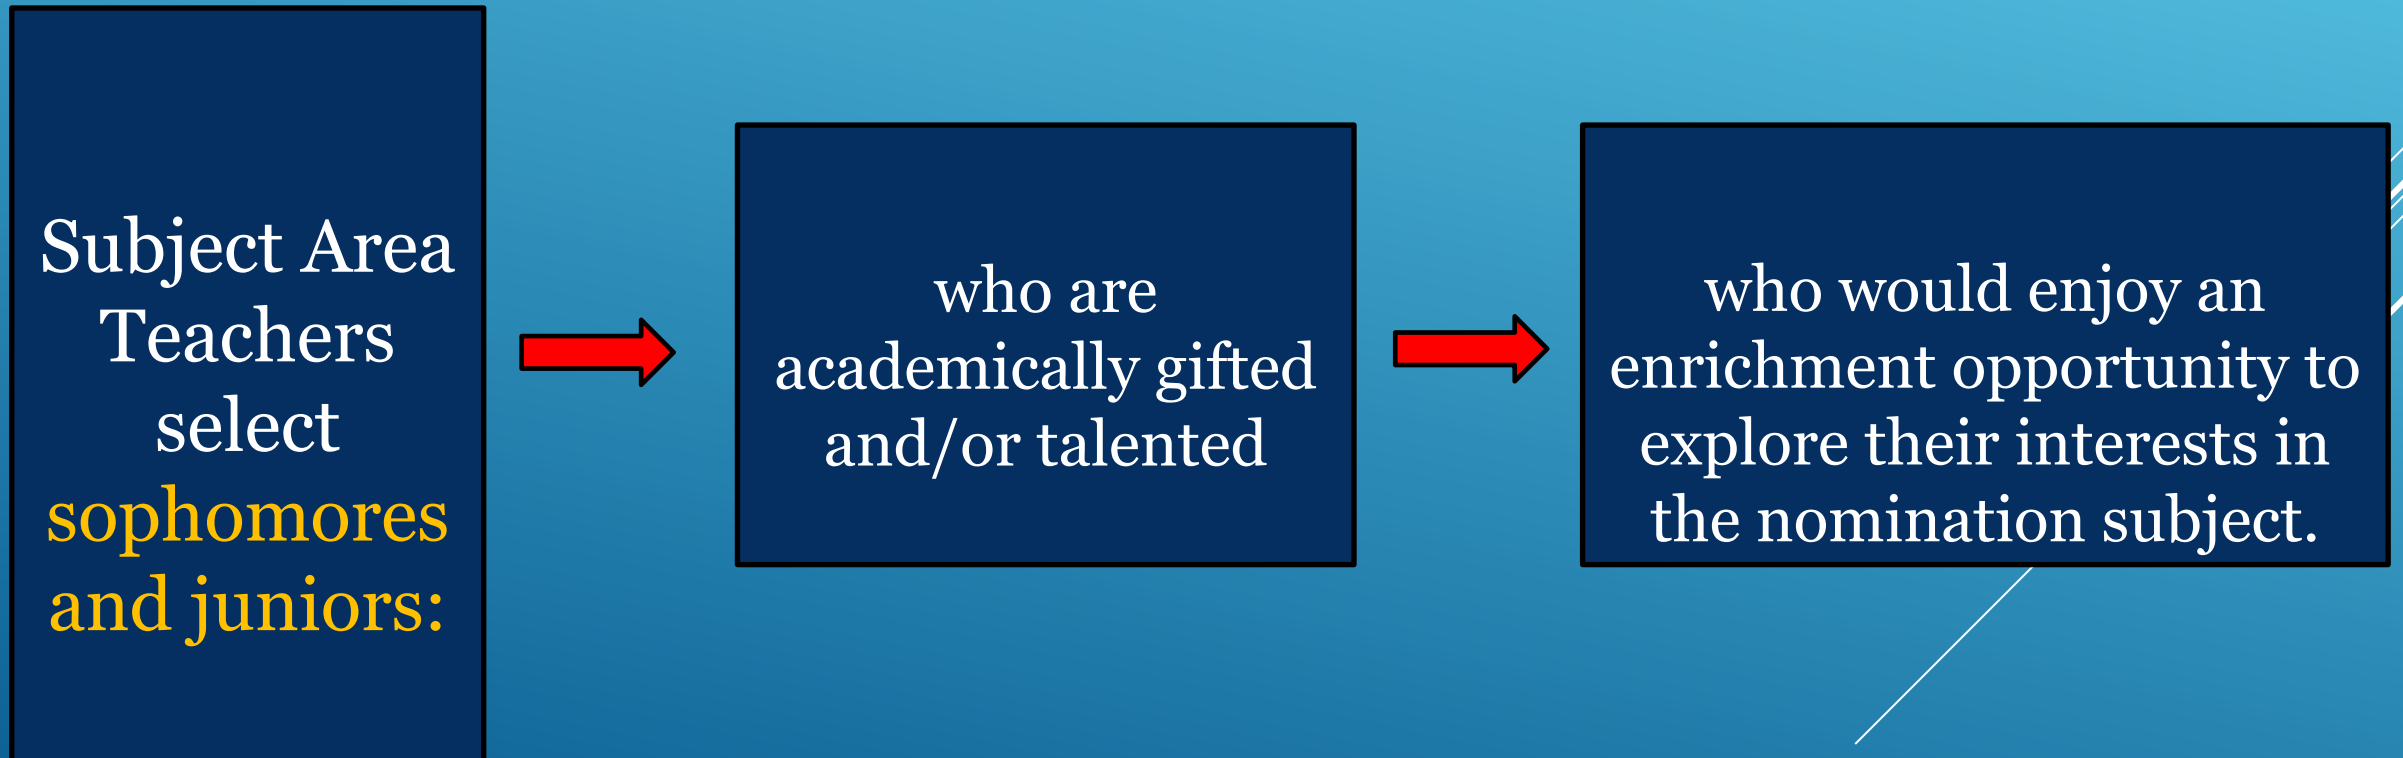 Subject Area
Teachers
select
sophomores
and juniors:
who are
academically gifted
and/or talented
who would enjoy an
enrichment opportunity to
explore their interests in
the nomination subject.